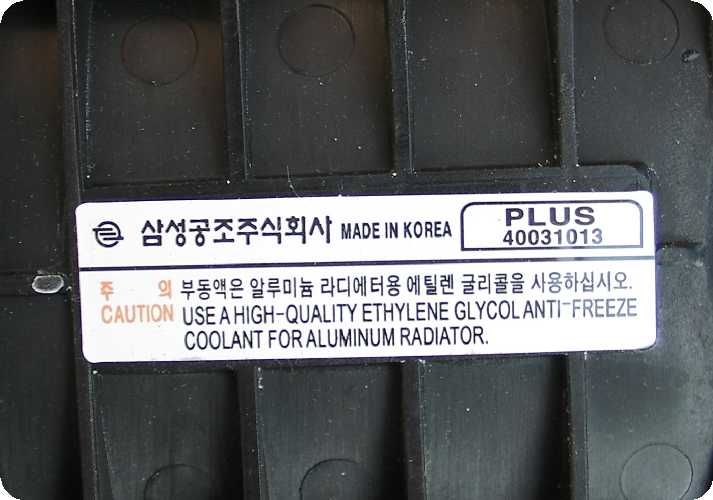 삼성공조주식회사 MADE IN KOREA
PLUS
40031013
주 의 부동액은 알루미늄 라디에터용 에틸렌 굴리콜을 사용하십시오.
CAUTION USE A HIGH-QUALITY ETHYLENE GLYCOL ANTI-FREEZE
COOLANT FOR ALUMINUM RADIATOR.